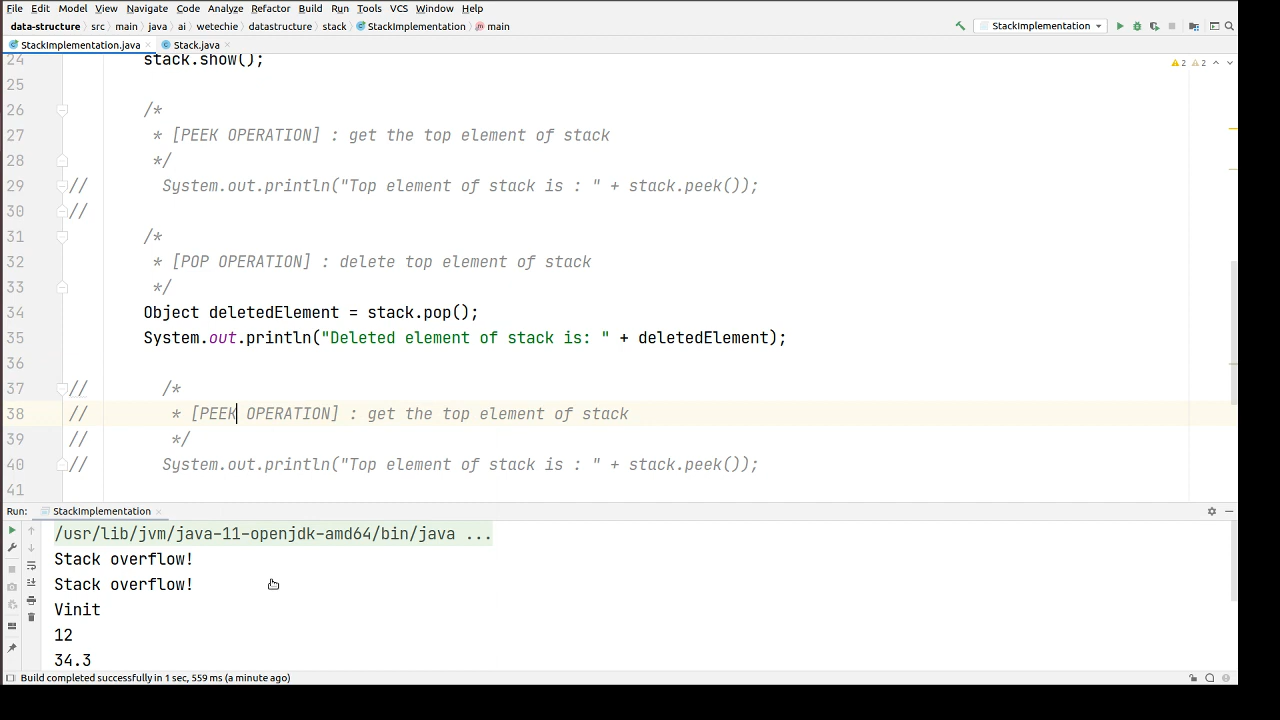 File Edit Model View Navigate Code Analyze Refactor Build Run Tools VCS Window Help
data-structure src main java ai wetechie datastructure stack StackImplementation main StackImplementation
StackImplementation.java Stack.java
24 stack.show();
2 2
25
26 /*
27 * [PEEK OPERATION] : get the top element of stack
28 */
29 // System.out.println("Top element of stack is : " + stack.peek());
30 //
31 /*
32 * [POP OPERATION] : delete top element of stack
33 */
34 Object deletedElement = stack.pop();
35 System.out.println("Deleted element of stack is: " + deletedElement);
36
37 // /*
38 // * [PEEK OPERATION] : get the top element of stack
39 // */
40 // System.out.println("Top element of stack is : " + stack.peek());
41
Run: StackImplementation
/usr/lib/jvm/java-11-openjdk-amd64/bin/java ...
Stack overflow!
Stack overflow!
Vinit
12
34.3
Build completed successfully in 1 sec, 559 ms (a minute ago)